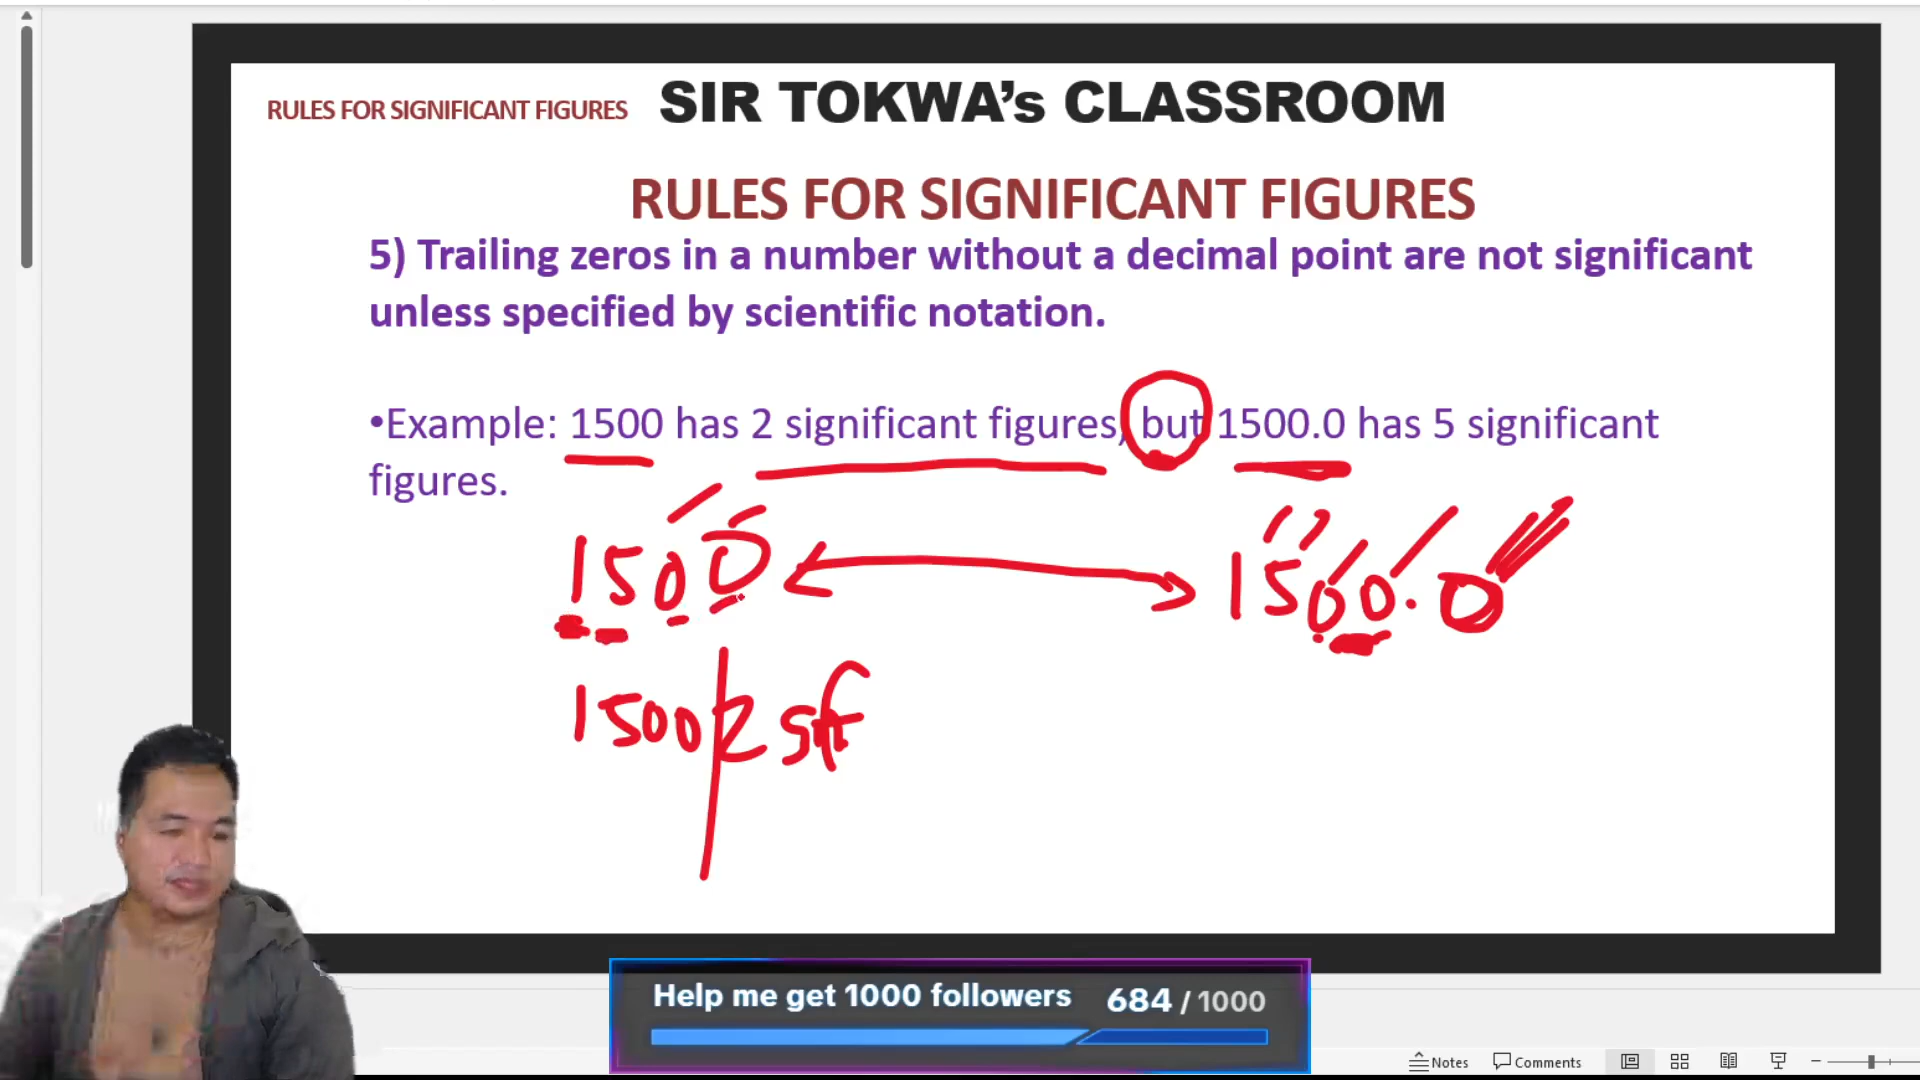 RULES FOR SIGNIFICANT FIGURES
SIR TOKWA’s CLASSROOM
RULES FOR SIGNIFICANT FIGURES
5) Trailing zeros in a number without a decimal point are not significant
unless specified by scientific notation.
•Example: 1500 has 2 significant figures, but 1500.0 has 5 significant
figures.
1500
1500.0
1500 2 sf
Help me get 1000 followers 684 / 1000
Notes Comments